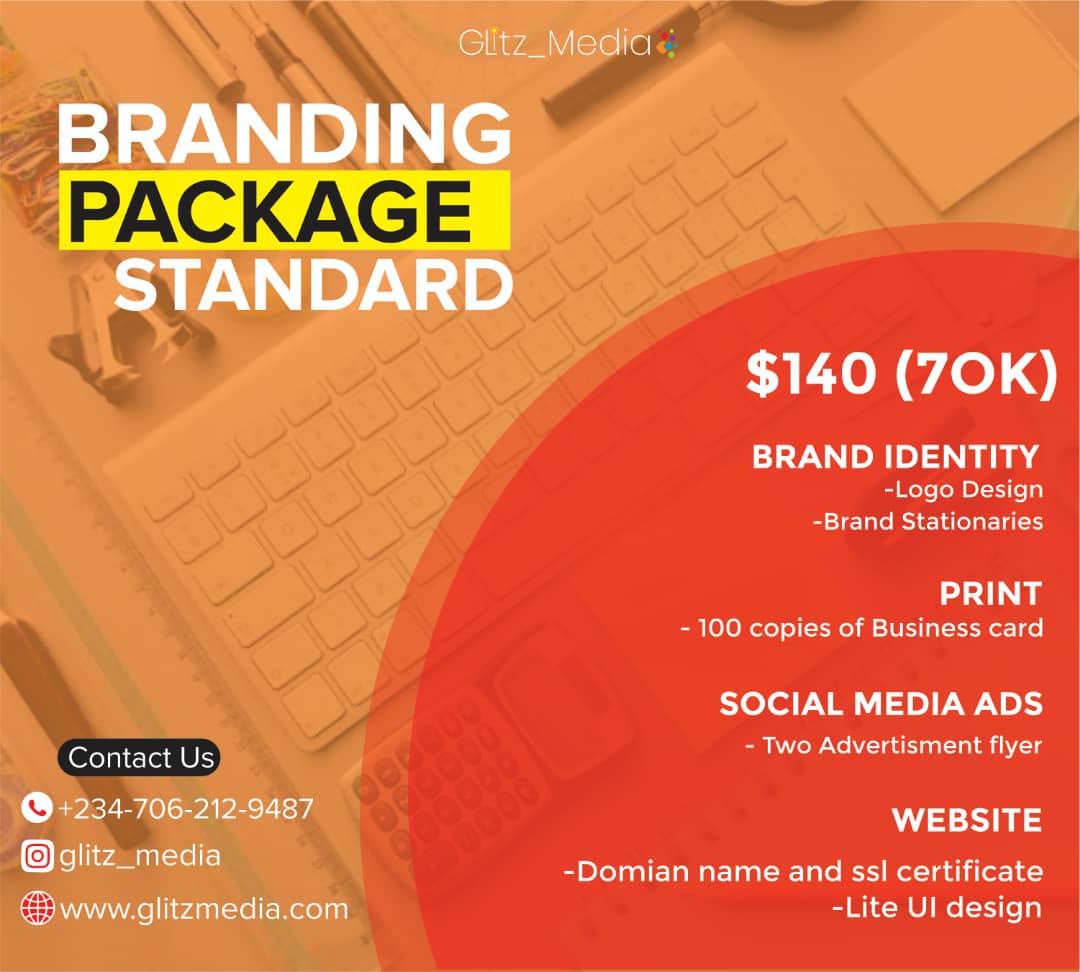 Glitz_Media
BRANDING
PACKAGE
STANDARD
$140 (7OK)
BRAND IDENTITY
-Logo Design
-Brand Stationaries
PRINT
- 100 copies of Business card
SOCIAL MEDIA ADS
- Two Advertisment flyer
WEBSITE
-Domian name and ssl certificate
-Lite UI design
Contact Us
+234-706-212-9487
glitz_media
www.glitzmedia.com